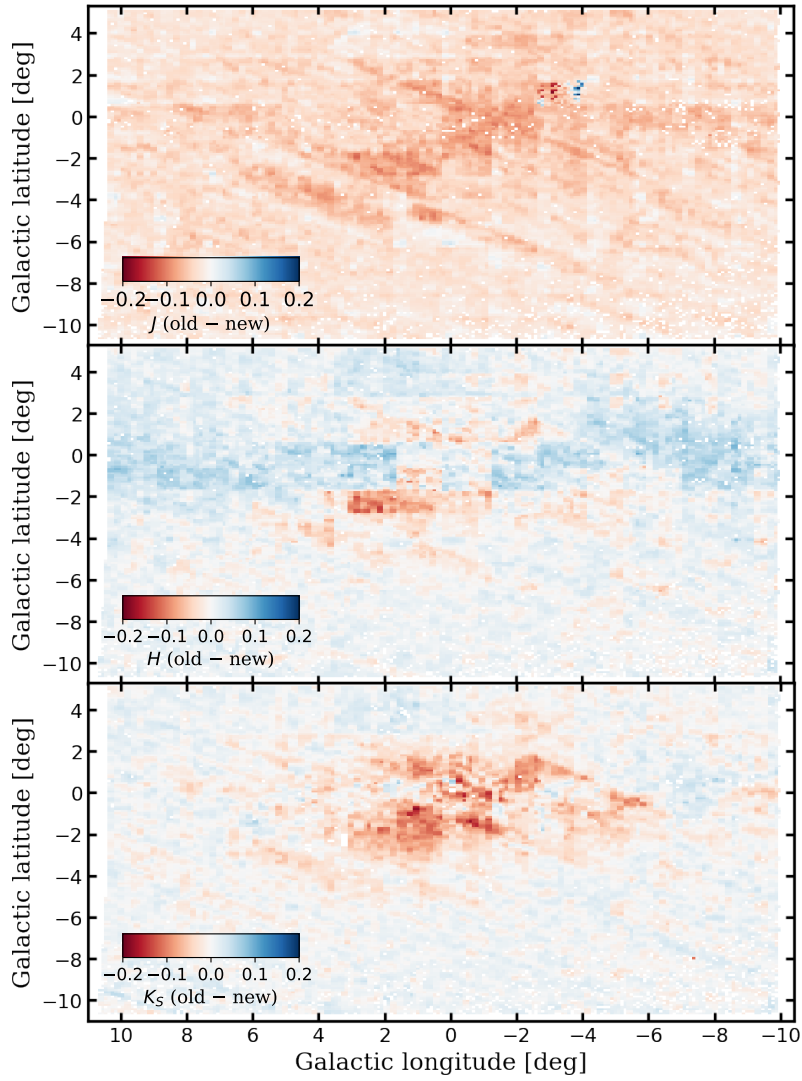 4
2
0
−2
−4
−6
−8
−10
Galactic latitude [deg]
−0.2 −0.1 0.0 0.1 0.2
J (old − new)
4
2
0
−2
−4
−6
−8
−10
Galactic latitude [deg]
−0.2 −0.1 0.0 0.1 0.2
H (old − new)
4
2
0
−2
−4
−6
−8
−10
Galactic latitude [deg]
−0.2 −0.1 0.0 0.1 0.2
K_S (old − new)
10 8 6 4 2 0 −2 −4 −6 −8 −10
Galactic longitude [deg]